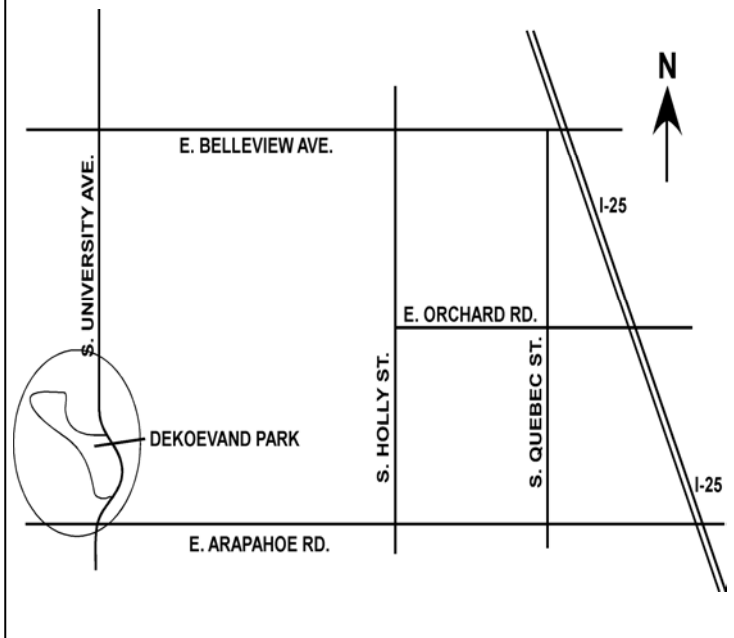 N
E. BELLEVIEW AVE.
S. UNIVERSITY AVE.
I-25
E. ORCHARD RD.
S. HOLLY ST.
S. QUEBEC ST.
DEKOEVAND PARK
I-25
E. ARAPAHOE RD.